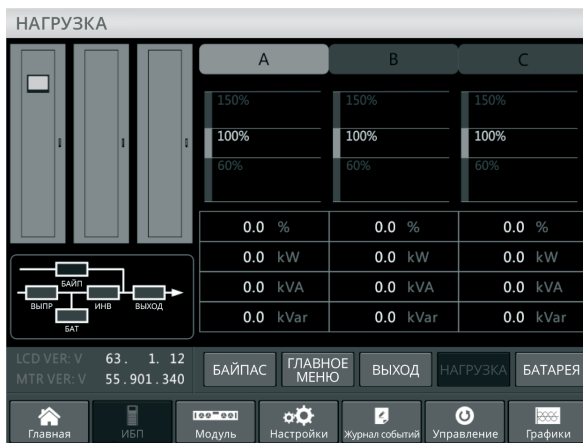 НАГРУЗКА
A B C
150% 150% 150%
100% 100% 100%
60% 60% 60%
0.0 % 0.0 % 0.0 %
0.0 kW 0.0 kW 0.0 kW
0.0 kVA 0.0 kVA 0.0 kVA
0.0 kVar 0.0 kVar 0.0 kVar
БАЙП
ВЫПР ИНВ ВЫХОД
БАТ
LCD VER: V 63. 1. 12
MTR VER: V 55.901.340
БАЙПАС ГЛАВНОЕ МЕНЮ ВЫХОД НАГРУЗКА БАТАРЕЯ
Главная ИБП Модуль Настройки Журнал событий Управление Графики